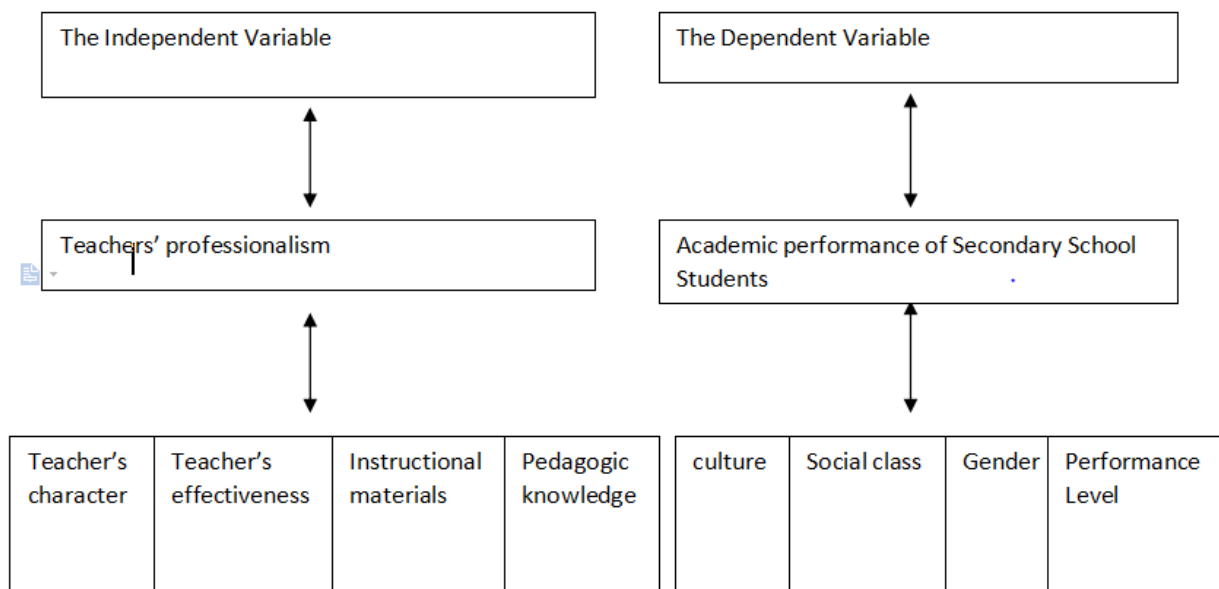 The Independent Variable
The Dependent Variable
Teachers’ professionalism
Academic performance of Secondary School
Students
Teacher’s
character
Teacher’s
effectiveness
Instructional
materials
Pedagogic
knowledge
culture
Social class
Gender
Performance
Level